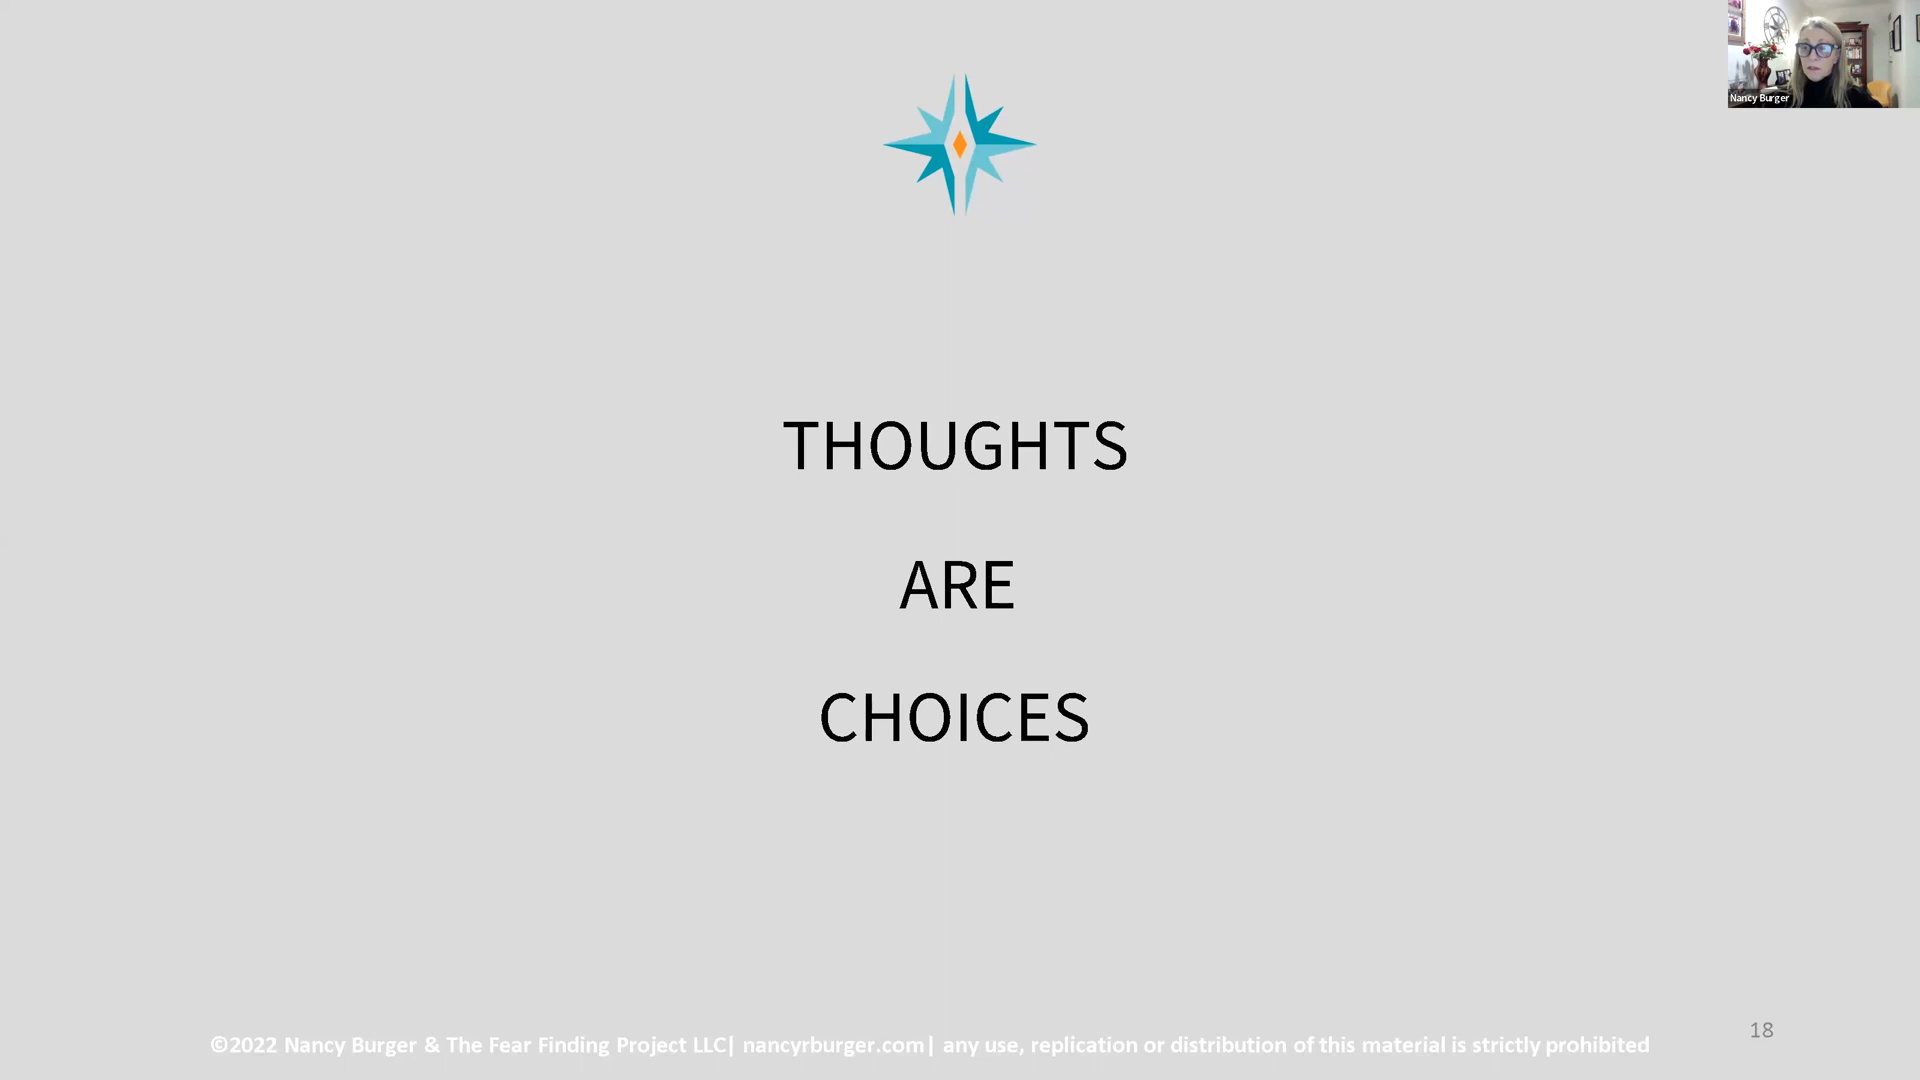 Nancy Burger
THOUGHTS
ARE
CHOICES
©2022 Nancy Burger & The Fear Finding Project LLC| nancyrburger.com| any use, replication or distribution of this material is strictly prohibited
18